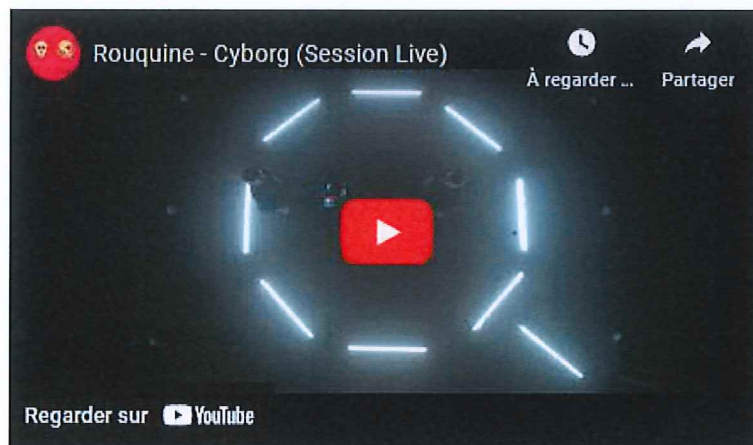 Rouquine - Cyborg (Session Live)
À regarder ...
Partager
Regarder sur YouTube